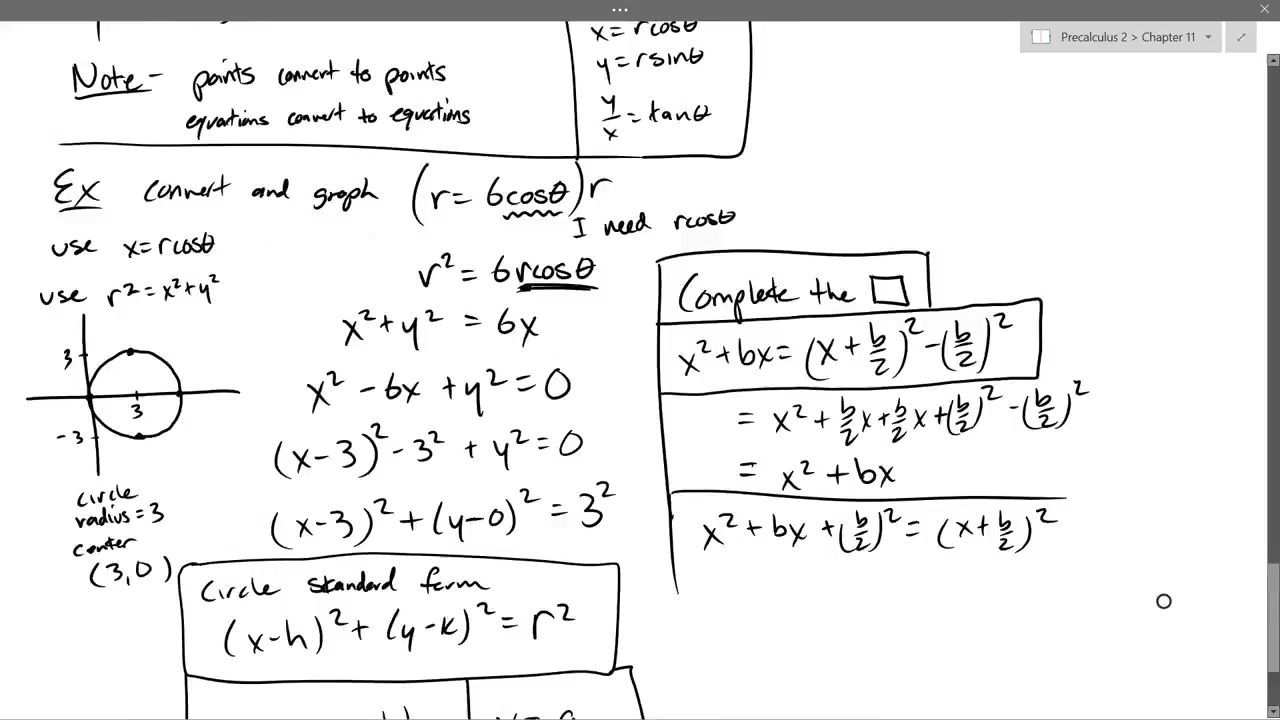 Precalculus 2 > Chapter 11
x = rcosθ
y = rsinθ
y/x = tanθ
Note - points convert to points
equations convert to equations
Ex convert and graph (r = 6cosθ)r
I need rcosθ
use x = rcosθ
use r² = x² + y²
3
3
-3
circle
radius = 3
center
(3,0)
r² = 6rcosθ
x² + y² = 6x
x² - 6x + y² = 0
(x-3)² - 3² + y² = 0
(x-3)² + (y-0)² = 3²
Circle standard form
(x-h)² + (y-k)² = r²
Complete the □
x² + bx = (x + b/2)² - (b/2)²
= x² + b/2 x + b/2 x + (b/2)² - (b/2)²
= x² + bx
x² + bx + (b/2)² = (x + b/2)²